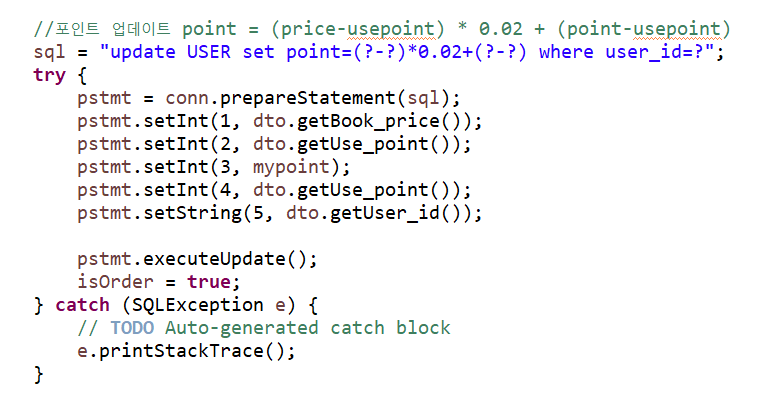 //포인트 업데이트 point = (price-usepoint) * 0.02 + (point-usepoint)
sql = "update USER set point=(?-?)*0.02+(?-?) where user_id=?";
try {
    pstmt = conn.prepareStatement(sql);
    pstmt.setInt(1, dto.getBook_price());
    pstmt.setInt(2, dto.getUse_point());
    pstmt.setInt(3, mypoint);
    pstmt.setInt(4, dto.getUse_point());
    pstmt.setString(5, dto.getUser_id());

    pstmt.executeUpdate();
    isOrder = true;
} catch (SQLException e) {
    // TODO Auto-generated catch block
    e.printStackTrace();
}